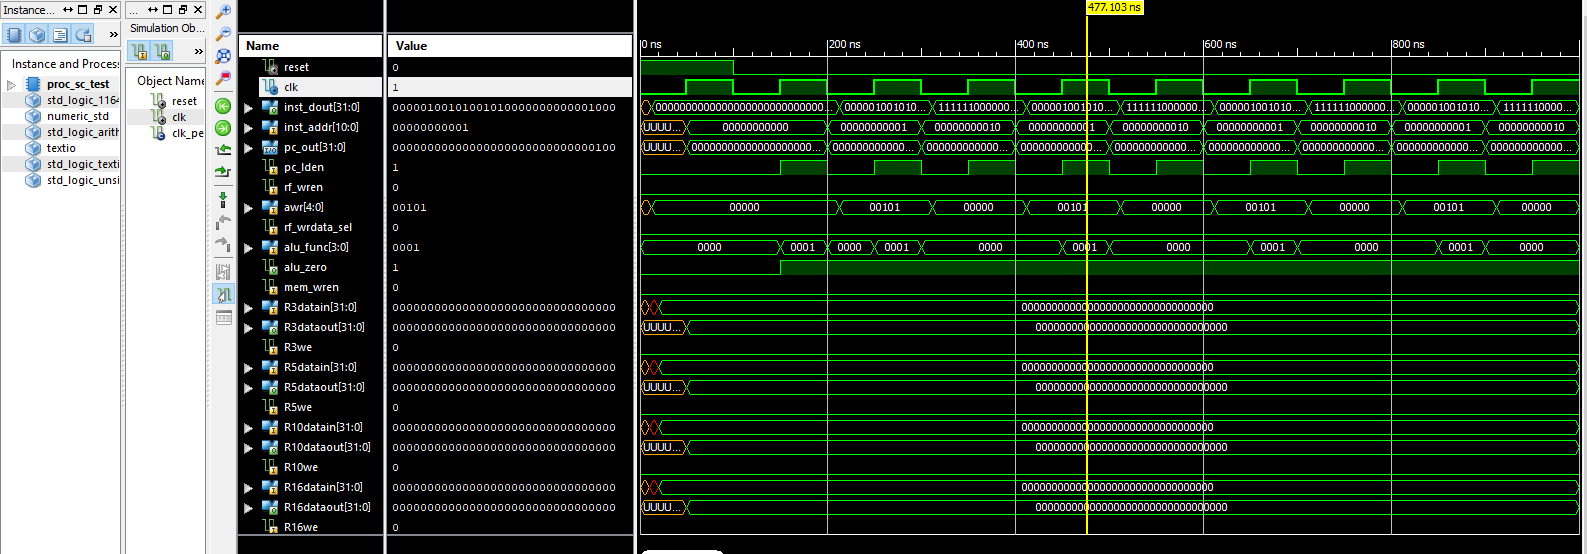 477.103 ns
Instance...
»
Instance and Process
proc_sc_test
std_logic_1164
numeric_std
std_logic_arith
textio
std_logic_textio
std_logic_unsi
...
Simulation Ob...
»
Object Name
reset
clk
clk_pe
Name Value
0 ns 200 ns 400 ns 600 ns 800 ns
reset 0
clk 1
inst_dout[31:0] 00000100101001010000000000001000 000001001010... 111111000000... 000001001010... 111111000000... 000001001010... 111111000000... 000001001010... 111111000000...
inst_addr[10:0] 00000000001 UUUU... 00000000000 00000000001 00000000010 00000000001 00000000010 00000000001 00000000010 00000000001 00000000010
pc_out[31:0] 00000000000000000000000000000100 UUUU... 000000000000... 000000000000... 000000000000... 000000000000... 000000000000... 000000000000... 000000000000... 000000000000...
pc_lden 1
rf_wren 0
awr[4:0] 00101 00000 00101 00000 00101 00000 00101 00000 00101 00000
rf_wrdata_sel 0
alu_func[3:0] 0001 0000 0001 0000 0001 0000 0001 0000 0001 0000 0001 0000
alu_zero 1
mem_wren 0
R3datain[31:0] 00000000000000000000000000000000 00000000000000000000000000000000
R3dataout[31:0] 00000000000000000000000000000000 UUUU... 00000000000000000000000000000000
R3we 0
R5datain[31:0] 00000000000000000000000000000000 00000000000000000000000000000000
R5dataout[31:0] 00000000000000000000000000000000 UUUU... 00000000000000000000000000000000
R5we 0
R10datain[31:0] 00000000000000000000000000000000 00000000000000000000000000000000
R10dataout[31:0] 00000000000000000000000000000000 UUUU... 00000000000000000000000000000000
R10we 0
R16datain[31:0] 00000000000000000000000000000000 00000000000000000000000000000000
R16dataout[31:0] 00000000000000000000000000000000 UUUU... 00000000000000000000000000000000
R16we 0